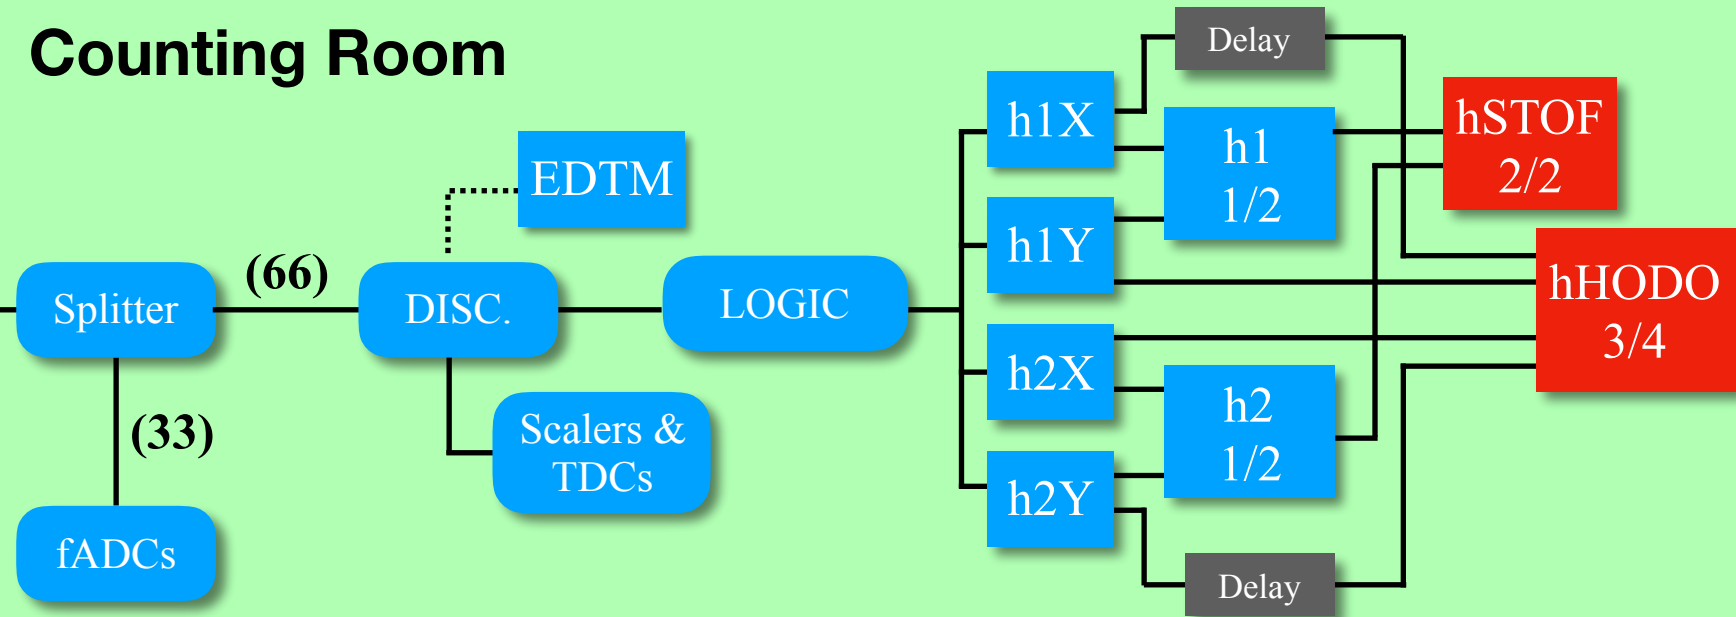 Counting Room
Delay
h1X
hSTOF
2/2
h1
1/2
EDTM
h1Y
(66)
Splitter
DISC.
LOGIC
hHODO
3/4
h2X
h2
1/2
(33)
Scalers &
TDCs
h2Y
fADCs
Delay